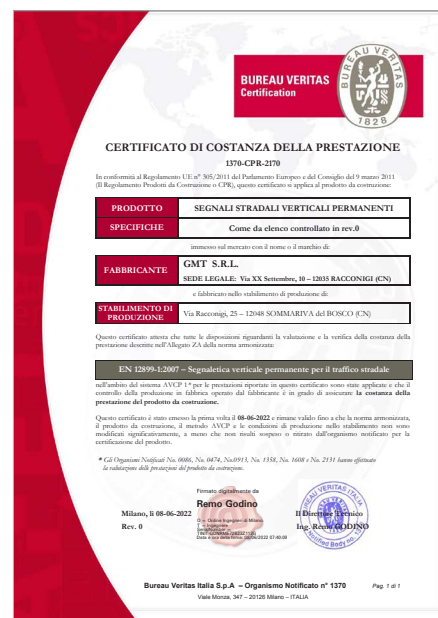 BUREAU VERITAS
Certification
BUREAU VERITAS
1828
CERTIFICATO DI COSTANZA DELLA PRESTAZIONE
1370-CPR-2170
In conformità al Regolamento UE n° 305/2011 del Parlamento Europeo e del Consiglio del 9 marzo 2011
(Il Regolamento Prodotti da Costruzione o CPR), questo certificato si applica al prodotto da costruzione:
PRODOTTO SEGNALI STRADALI VERTICALI PERMANENTI
SPECIFICHE Come da elenco controllato in rev.0
immesso sul mercato con il nome o il marchio di:
FABBRICANTE
GMT S.R.L.
SEDE LEGALE: Via XX Settembre, 10 – 12035 RACCONIGI (CN)
e fabbricato nello stabilimento di produzione di:
STABILIMENTO DI
PRODUZIONE
Via Racconigi, 25 – 12048 SOMMARIVA del BOSCO (CN)
Questo certificato attesta che tutte le disposizioni riguardanti la valutazione e la verifica della costanza della
prestazione descritte nell'Allegato ZA della norma armonizzata:
EN 12899-1:2007 – Segnaletica verticale permanente per il traffico stradale
nell'ambito del sistema AVCP 1* per le prestazioni riportate in questo certificato sono state applicate e che il
controllo della produzione in fabbrica operato dal fabbricante è in grado di assicurare la costanza della
prestazione del prodotto da costruzione.
Questo certificato è stato emesso la prima volta il 08-06-2022 e rimane valido fino a che la norma armonizzata,
il prodotto da costruzione, il metodo AVCP e le condizioni di produzione nello stabilimento non sono
modificati significativamente, a meno che non risulti sospeso o ritirato dall'organismo notificato per la
certificazione del prodotto.
* Gli Organismi Notificati No. 0086, No. 0474, No.0913, No. 1358, No. 1608 e No. 2131 hanno effettuato
la valutazione delle prestazioni del prodotto da costruzione.
Firmato digitalmente da
Remo Godino
O = Ordine Ingegneri di Milano
Milano, lì 08-06-2022
Rev. 0
Il Direttore Tecnico
Ing. Remo GODINO
Bureau Veritas Italia S.p.A – Organismo Notificato n° 1370
Pag. 1 di 1
Viale Monza, 347 – 20126 Milano – ITALIA